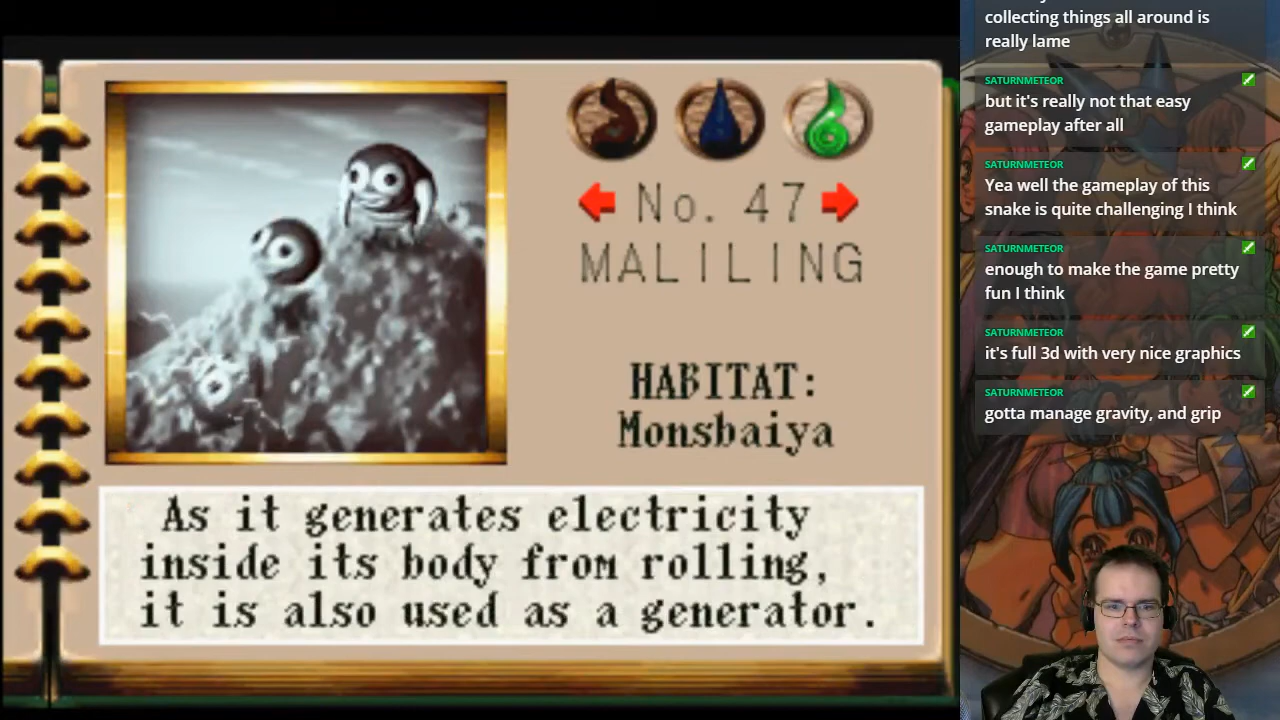 No. 47
MALILING
HABITAT:
Monsbaiya
As it generates electricity
inside its body from rolling,
it is also used as a generator.
collecting things all around is
really lame
SATURNMETEOR
but it's really not that easy
gameplay after all
SATURNMETEOR
Yea well the gameplay of this
snake is quite challenging I think
SATURNMETEOR
enough to make the game pretty
fun I think
SATURNMETEOR
it's full 3d with very nice graphics
SATURNMETEOR
gotta manage gravity, and grip